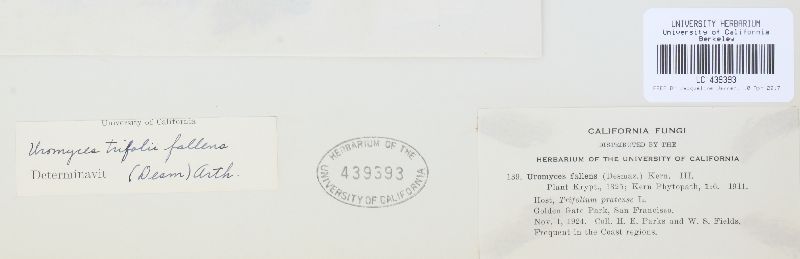 UNIVERSITY HERBARIUM
University of California
Berkeley
UC 439393
University of California
Uromyces trifolii fallens
Determinavit (Desm) Arth.
HERBARIUM OF THE
439393
UNIVERSITY OF CALIFORNIA
CALIFORNIA FUNGI
DISTRIBUTED BY THE
HERBARIUM OF THE UNIVERSITY OF CALIFORNIA
Uromyces fallens (Desmaz.) Kern. III.
Plant Krypt., 1325; Kern Phytopath. 1911.
Host, Trifolium pratense L.
Golden Gate Park, San Francisco.
Nov. 1, 1924. Coll. H. E. Parks and W. S. Fields.
Frequent in the Coast regions.